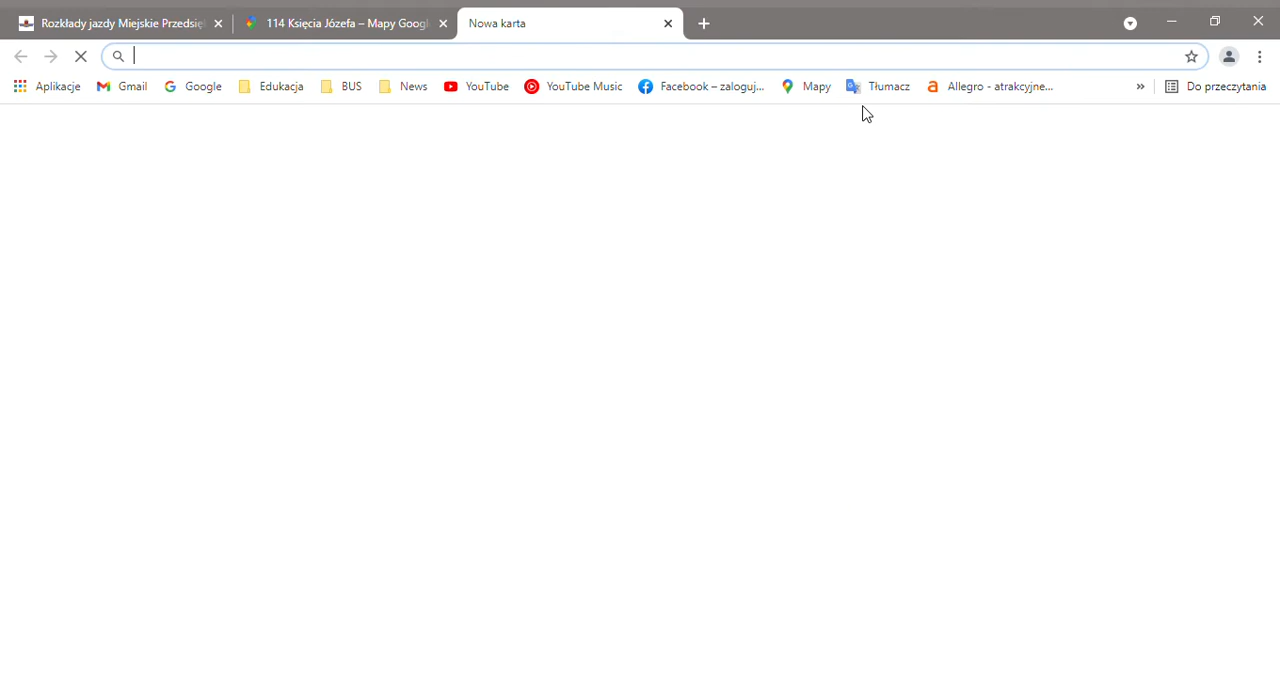 Rozkłady jazdy Miejskie Przedsię
114 Księcia Józefa – Mapy Googl
Nowa karta
Aplikacje Gmail Google Edukacja BUS News YouTube YouTube Music Facebook – zaloguj... Mapy Tłumacz Allegro - atrakcyjne... » Do przeczytania